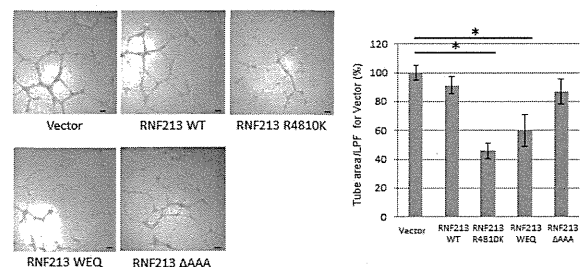 Vector
RNF213 WT
RNF213 R4810K
RNF213 WEQ
RNF213 ΔAAA
Tube area/LPF for Vector (%)
120
100
80
60
40
20
0
*
*
Vector
RNF213 WT
RNF213 R4810K
RNF213 WEQ
RNF213 ΔAAA